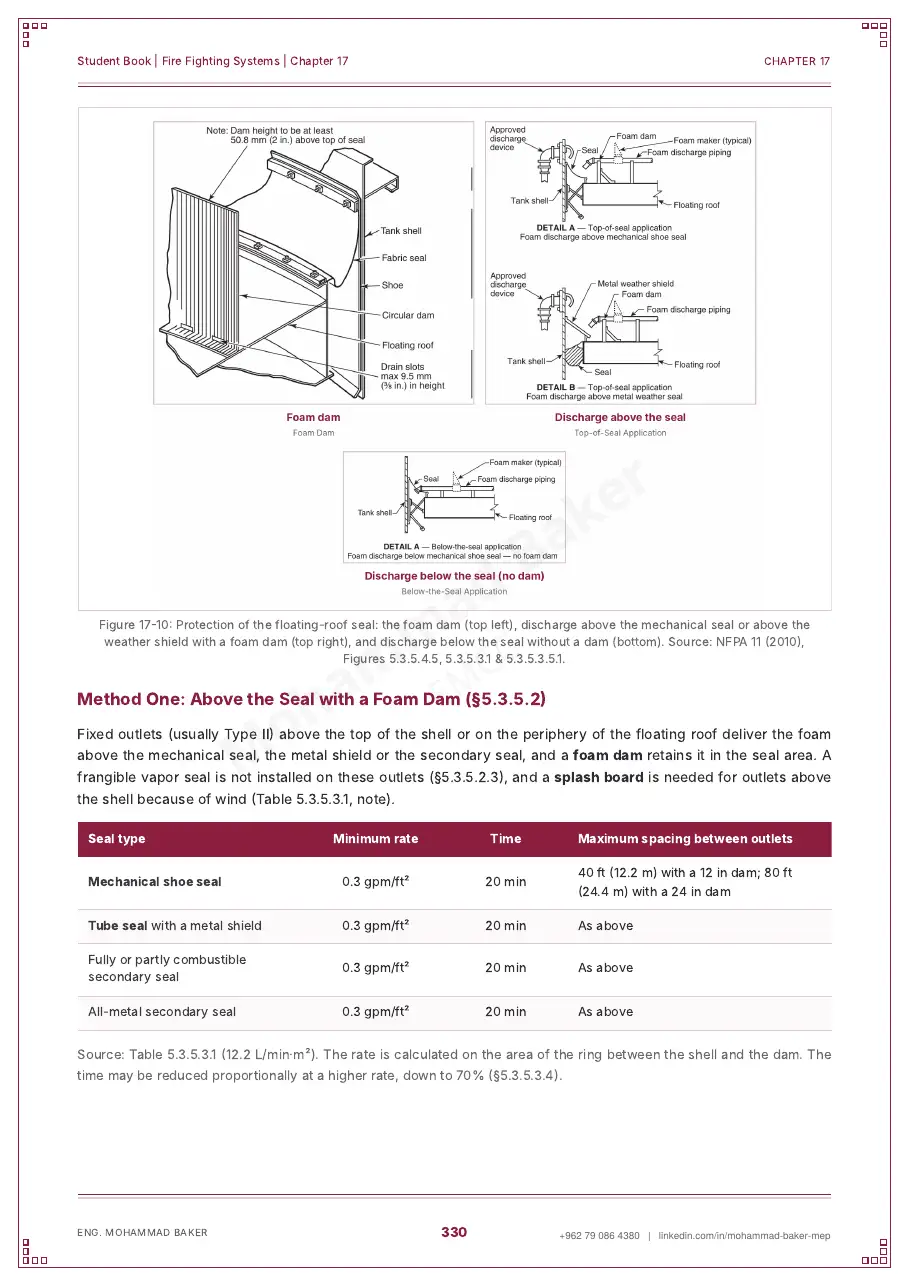 Student Book | Fire Fighting Systems | Chapter 17
CHAPTER 17
Note: Dam height to be at least
50.8 mm (2 in.) above top of seal
Tank shell
Fabric seal
Shoe
Circular dam
Floating roof
Drain slots
max 9.5 mm
(⅜ in.) in height
Foam dam
Foam Dam
Approved
discharge
device
Seal
Foam dam
Foam maker (typical)
Foam discharge piping
Tank shell
Floating roof
DETAIL A — Top-of-seal application
Foam discharge above mechanical shoe seal
Approved
discharge
device
Metal weather shield
Foam dam
Foam discharge piping
Tank shell
Seal
Floating roof
DETAIL B — Top-of-seal application
Foam discharge above metal weather seal
Discharge above the seal
Top-of-Seal Application
Foam maker (typical)
Seal
Foam discharge piping
Tank shell
Floating roof
DETAIL A — Below-the-seal application
Foam discharge below mechanical shoe seal — no foam dam
Discharge below the seal (no dam)
Below-the-Seal Application
Figure 17-10: Protection of the floating-roof seal: the foam dam (top left), discharge above the mechanical seal or above the
weather shield with a foam dam (top right), and discharge below the seal without a dam (bottom). Source: NFPA 11 (2010),
Figures 5.3.5.4.5, 5.3.5.3.1 & 5.3.5.3.5.1.
Method One: Above the Seal with a Foam Dam (§5.3.5.2)
Fixed outlets (usually Type II) above the top of the shell or on the periphery of the floating roof deliver the foam
above the mechanical seal, the metal shield or the secondary seal, and a foam dam retains it in the seal area. A
frangible vapor seal is not installed on these outlets (§5.3.5.2.3), and a splash board is needed for outlets above
the shell because of wind (Table 5.3.5.3.1, note).
Seal type Minimum rate Time Maximum spacing between outlets
Mechanical shoe seal 0.3 gpm/ft² 20 min 40 ft (12.2 m) with a 12 in dam; 80 ft
(24.4 m) with a 24 in dam
Tube seal with a metal shield 0.3 gpm/ft² 20 min As above
Fully or partly combustible
secondary seal 0.3 gpm/ft² 20 min As above
All-metal secondary seal 0.3 gpm/ft² 20 min As above
Source: Table 5.3.5.3.1 (12.2 L/min·m²). The rate is calculated on the area of the ring between the shell and the dam. The
time may be reduced proportionally at a higher rate, down to 70% (§5.3.5.3.4).
ENG. MOHAMMAD BAKER
330
+962 79 086 4380 | linkedin.com/in/mohammad-baker-mep